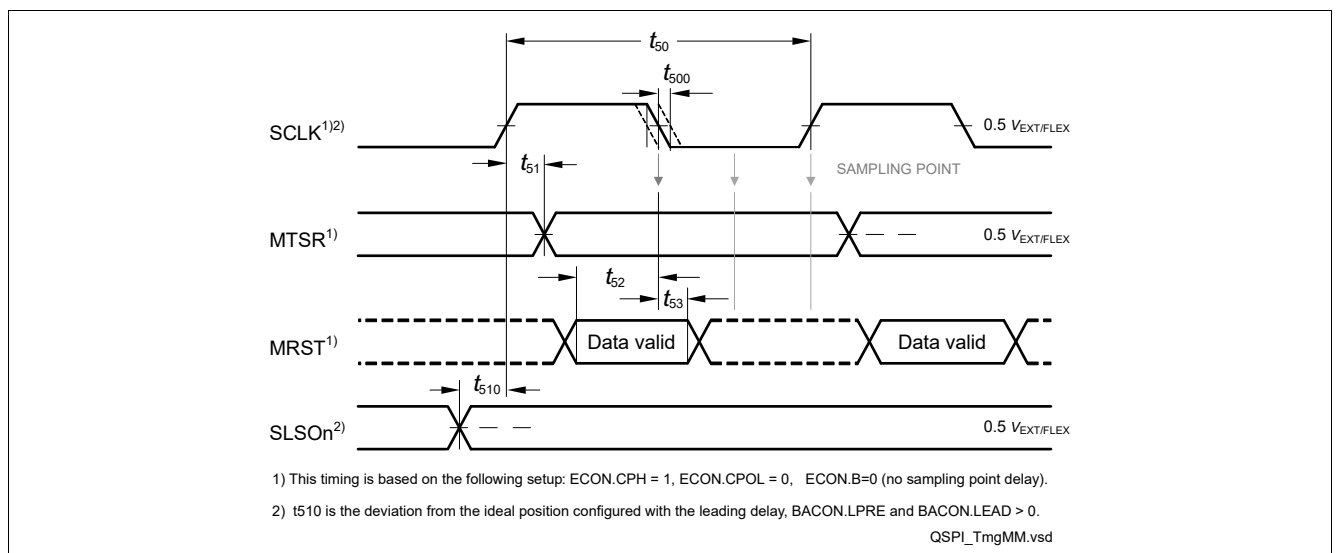 t50
t500
SCLK1)2)
0.5 VEXT/FLEX
t51
SAMPLING POINT
MTSR1)
0.5 VEXT/FLEX
t52
t53
MRST1)
Data valid
Data valid
t510
SLSOn2)
0.5 VEXT/FLEX
1) This timing is based on the following setup: ECON.CPH = 1, ECON.CPOL = 0, ECON.B=0 (no sampling point delay).
2) t510 is the deviation from the ideal position configured with the leading delay, BACON.LPRE and BACON.LEAD > 0.
QSPI_TmgMM.vsd